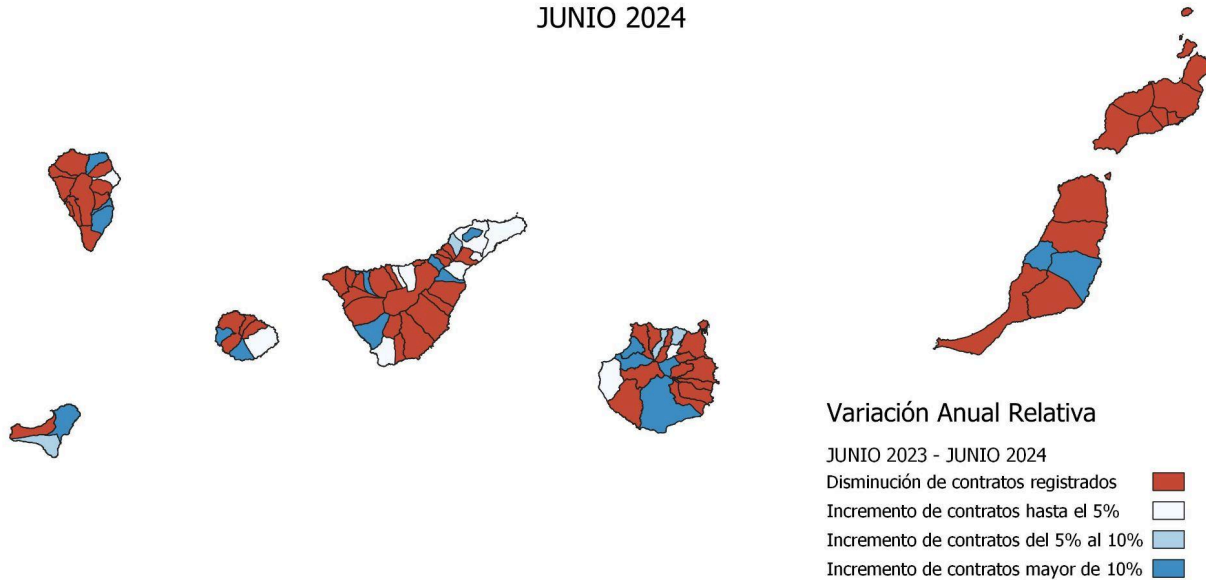 JUNIO 2024
Variación Anual Relativa
JUNIO 2023 - JUNIO 2024
Disminución de contratos registrados
Incremento de contratos hasta el 5%
Incremento de contratos del 5% al 10%
Incremento de contratos mayor de 10%